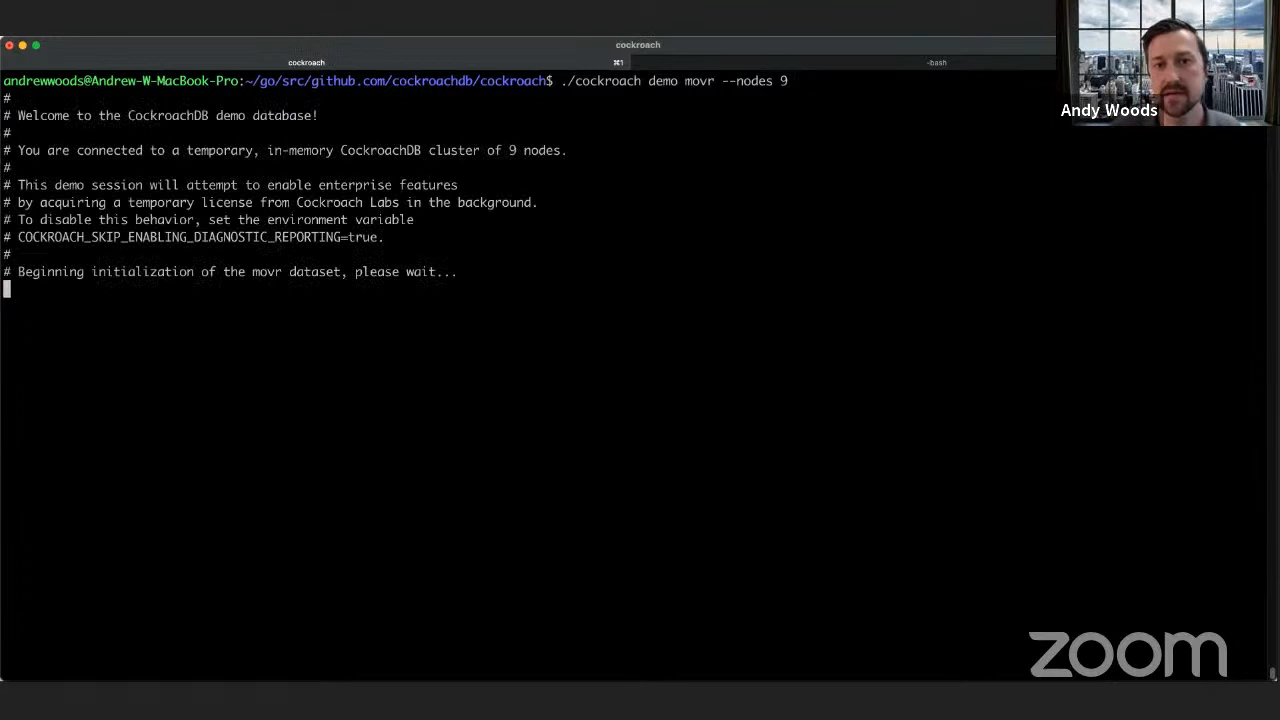 cockroach
cockroach ⌘1 -bash
andrewwoods@Andrew-W-MacBook-Pro:~/go/src/github.com/cockroachdb/cockroach$ ./cockroach demo movr --nodes 9
#
# Welcome to the CockroachDB demo database!
#
# You are connected to a temporary, in-memory CockroachDB cluster of 9 nodes.
#
# This demo session will attempt to enable enterprise features
# by acquiring a temporary license from Cockroach Labs in the background.
# To disable this behavior, set the environment variable
# COCKROACH_SKIP_ENABLING_DIAGNOSTIC_REPORTING=true.
#
# Beginning initialization of the movr dataset, please wait...
Andy Woods
zoom